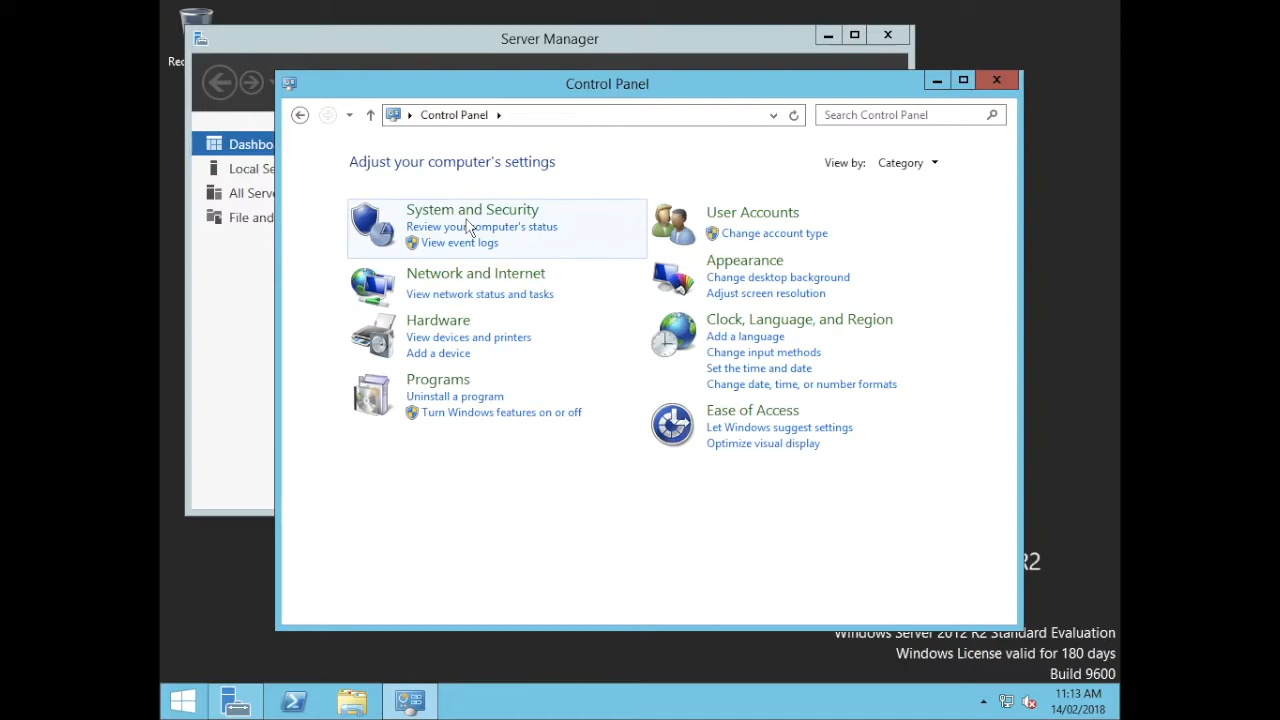 Rec
Server Manager
Control Panel
Control Panel
Search Control Panel
Adjust your computer's settings
View by: Category
Dashbo
Local Se
All Serve
File and
System and Security
Review your computer's status
View event logs
Network and Internet
View network status and tasks
Hardware
View devices and printers
Add a device
Programs
Uninstall a program
Turn Windows features on or off
User Accounts
Change account type
Appearance
Change desktop background
Adjust screen resolution
Clock, Language, and Region
Add a language
Change input methods
Set the time and date
Change date, time, or number formats
Ease of Access
Let Windows suggest settings
Optimize visual display
R2
Windows Server 2012 R2 Standard Evaluation
Windows License valid for 180 days
Build 9600
11:13 AM
14/02/2018